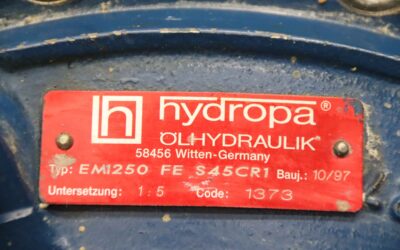 hydropa®
ÖLHYDRAULIK
58456 Witten-Germany
Typ: EM1250 FE S45CR1 Bauj.: 10/97
Untersetzung: 1:5 Code: 1373